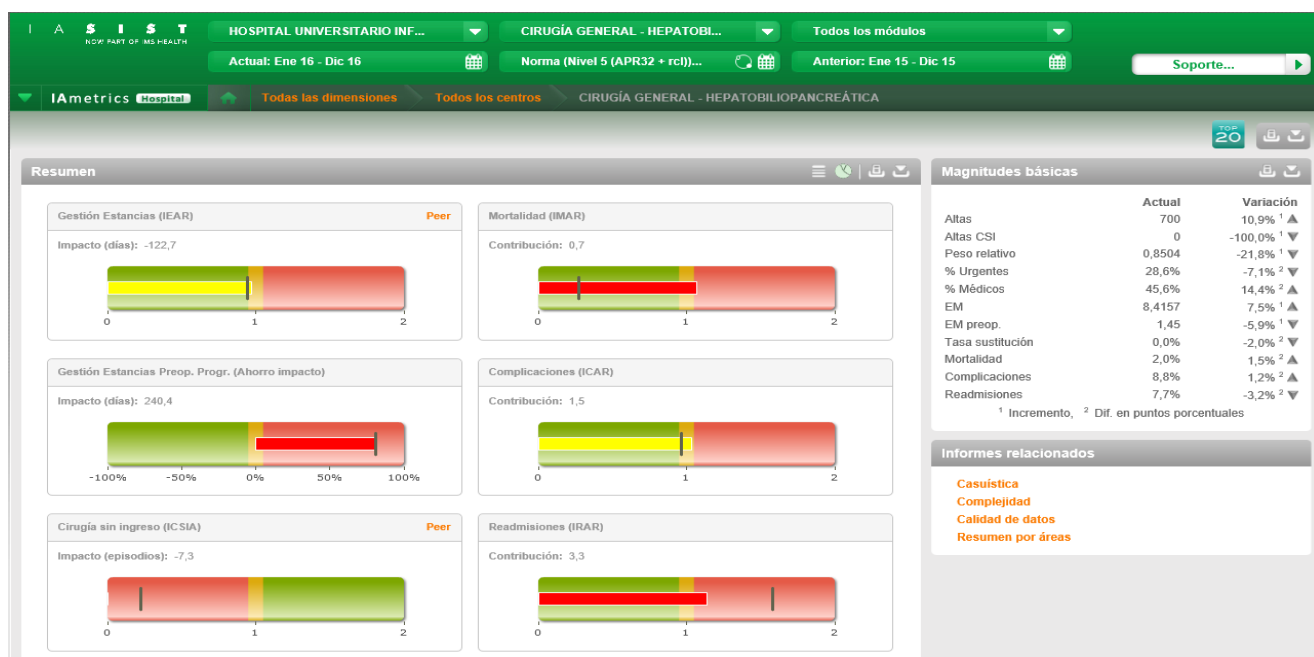 I A S I S T
NOW PART OF IMS HEALTH
HOSPITAL UNIVERSITARIO INF...
CIRUGÍA GENERAL - HEPATOBI...
Todos los módulos
Actual: Ene 16 - Dic 16
Norma (Nivel 5 (APR32 + rcl))...
Anterior: Ene 15 - Dic 15
Soporte...
IAmetrics Hospital
Todas las dimensiones
Todos los centros
CIRUGÍA GENERAL - HEPATOBILIOPANCREÁTICA
TOP 20
Resumen
Gestión Estancias (IEAR) Peer
Impacto (días): -122,7
0 1 2
Mortalidad (IMAR)
Contribución: 0,7
0 1 2
Gestión Estancias Preop. Progr. (Ahorro impacto)
Impacto (días): 240,4
-100% -50% 0% 50% 100%
Complicaciones (ICAR)
Contribución: 1,5
0 1 2
Cirugía sin ingreso (ICSIA) Peer
Impacto (episodios): -7,3
0 1 2
Readmisiones (IRAR)
Contribución: 3,3
0 1 2
Magnitudes básicas
Actual Variación
Altas 700 10,9% ¹
Altas CSI 0 -100,0% ¹
Peso relativo 0,8504 -21,8% ¹
% Urgentes 28,6% -7,1% ²
% Médicos 45,6% 14,4% ²
EM 8,4157 7,5% ¹
EM preop. 1,45 -5,9% ¹
Tasa sustitución 0,0% -2,0% ²
Mortalidad 2,0% 1,5% ²
Complicaciones 8,8% 1,2% ²
Readmisiones 7,7% -3,2% ²
¹ Incremento, ² Dif. en puntos porcentuales
Informes relacionados
Casuística
Complejidad
Calidad de datos
Resumen por áreas